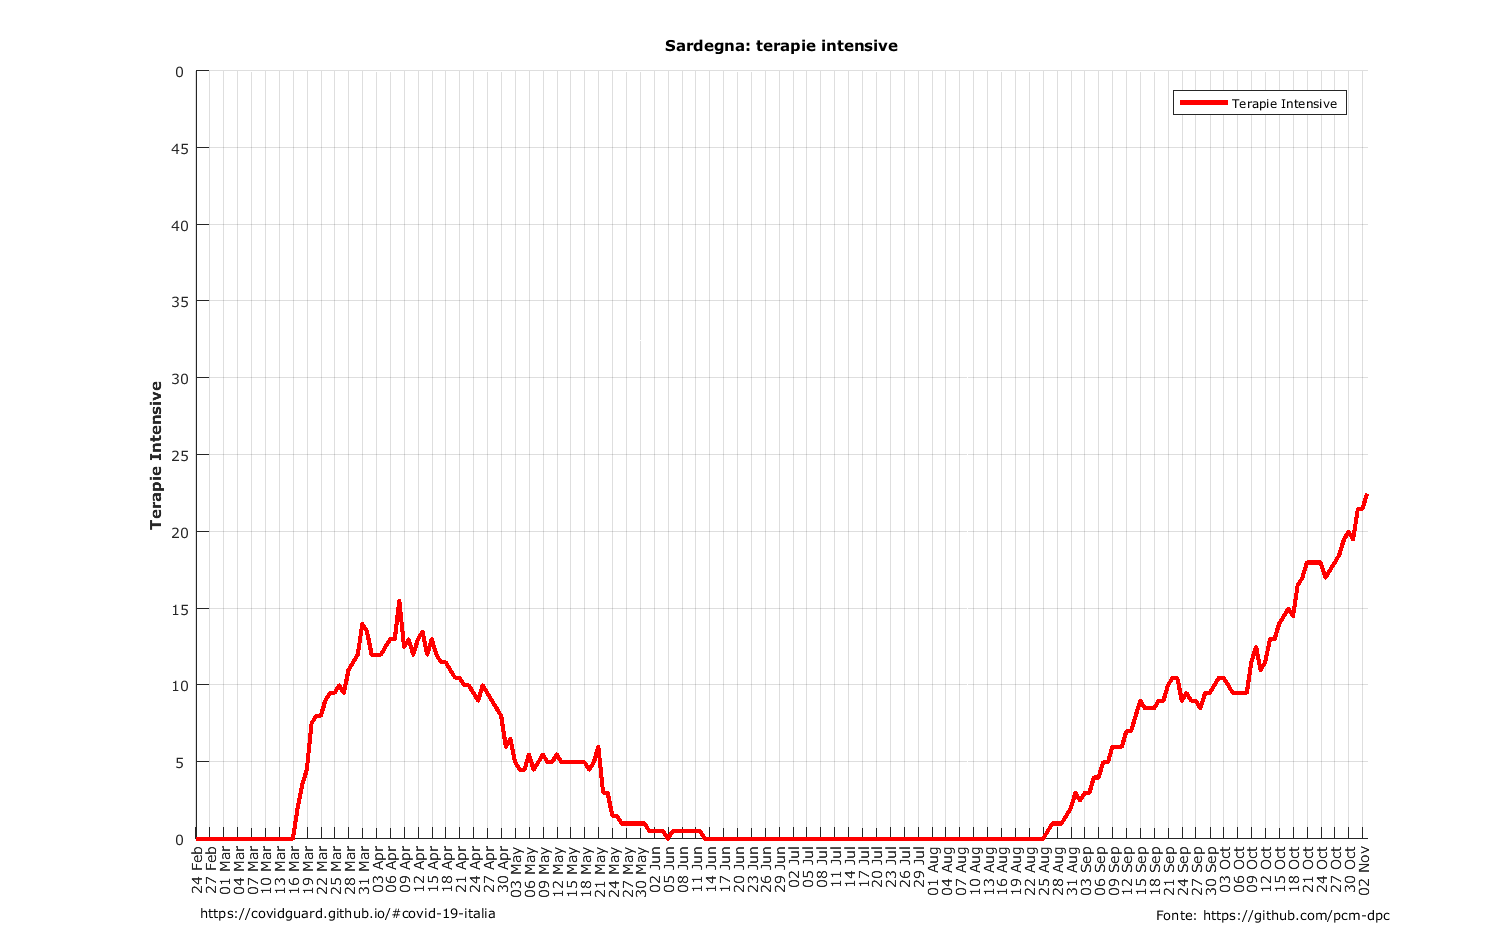 Sardegna: terapie intensive
Terapie Intensive
0
45
40
35
30
25
20
15
10
5
0
Terapie Intensive
24 Feb
27 Feb
01 Mar
04 Mar
07 Mar
10 Mar
13 Mar
16 Mar
19 Mar
22 Mar
25 Mar
28 Mar
31 Mar
03 Apr
06 Apr
09 Apr
12 Apr
15 Apr
18 Apr
21 Apr
24 Apr
27 Apr
30 Apr
03 May
06 May
09 May
12 May
15 May
18 May
21 May
24 May
27 May
30 May
02 Jun
05 Jun
08 Jun
11 Jun
14 Jun
17 Jun
20 Jun
23 Jun
26 Jun
29 Jun
02 Jul
05 Jul
08 Jul
11 Jul
14 Jul
17 Jul
20 Jul
23 Jul
26 Jul
29 Jul
01 Aug
04 Aug
07 Aug
10 Aug
13 Aug
16 Aug
19 Aug
22 Aug
25 Aug
28 Aug
31 Aug
03 Sep
06 Sep
09 Sep
12 Sep
15 Sep
18 Sep
21 Sep
24 Sep
27 Sep
30 Sep
03 Oct
06 Oct
09 Oct
12 Oct
15 Oct
18 Oct
21 Oct
24 Oct
27 Oct
30 Oct
02 Nov
https://covidguard.github.io/#covid-19-italia
Fonte: https://github.com/pcm-dpc